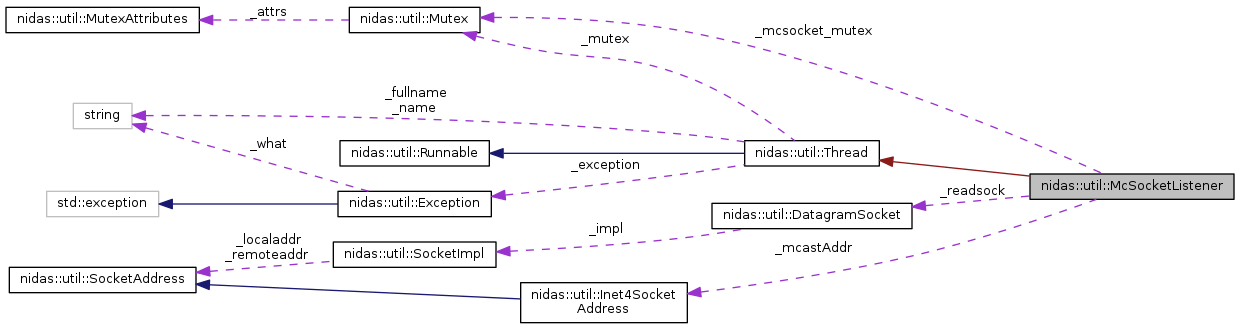 nidas::util::MutexAttributes
_attrs
nidas::util::Mutex
_mcsocket_mutex
_mutex
_fullname
_name
string
_what
nidas::util::Runnable
nidas::util::Thread
_exception
nidas::util::McSocketListener
_readsock
std::exception
nidas::util::Exception
nidas::util::DatagramSocket
_impl
_localaddr
_remoteaddr
nidas::util::SocketImpl
_mcastAddr
nidas::util::SocketAddress
nidas::util::Inet4Socket
Address